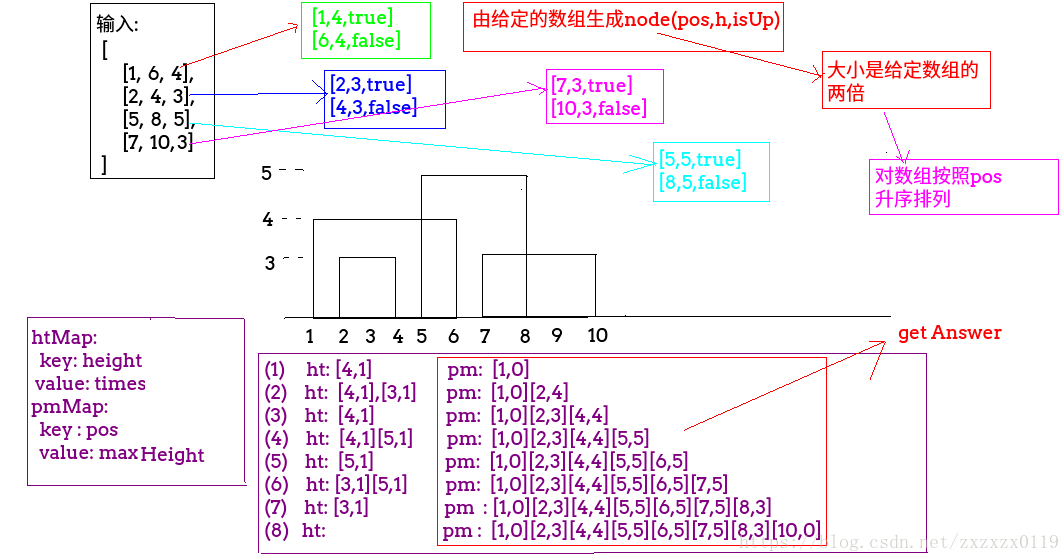 输入:
[
[1, 6, 4],
[2, 4, 3],
[5, 8, 5],
[7, 10,3]
]
[1,4,true]
[6,4,false]
[2,3,true]
[4,3,false]
由给定的数组生成node(pos,h,isUp)
[7,3,true]
[10,3,false]
大小是给定数组的
两倍
[5,5,true]
[8,5,false]
对数组按照pos
升序排列
5
4
3
1 2 3 4 5 6 7 8 9 10
get Answer
htMap:
key: height
value: times
pmMap:
key : pos
value: maxHeight
(1) ht: [4,1] pm: [1,0]
(2) ht: [4,1],[3,1] pm: [1,0][2,4]
(3) ht: [4,1] pm: [1,0][2,3][4,4]
(4) ht: [4,1][5,1] pm: [1,0][2,3][4,4][5,5]
(5) ht: [5,1] pm: [1,0][2,3][4,4][5,5][6,5]
(6) ht: [3,1][5,1] pm: [1,0][2,3][4,4][5,5][6,5][7,5]
(7) ht: [3,1] pm : [1,0][2,3][4,4][5,5][6,5][7,5][8,3]
(8) ht: pm : [1,0][2,3][4,4][5,5][6,5][7,5][8,3][10,0]
https://blog.csdn.net/zxzxzx0119